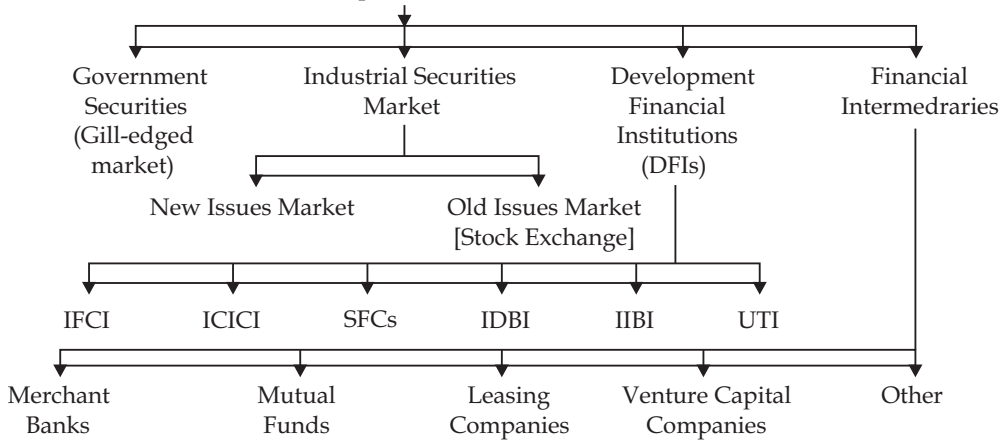 Government
Securities
(Gill-edged
market)
Industrial Securities
Market
Development
Financial
Institutions
(DFIs)
Financial
Intermedraries
New Issues Market
Old Issues Market
[Stock Exchange]
IFCI ICICI SFCs IDBI IIBI UTI
Merchant
Banks
Mutual
Funds
Leasing
Companies
Venture Capital
Companies
Other